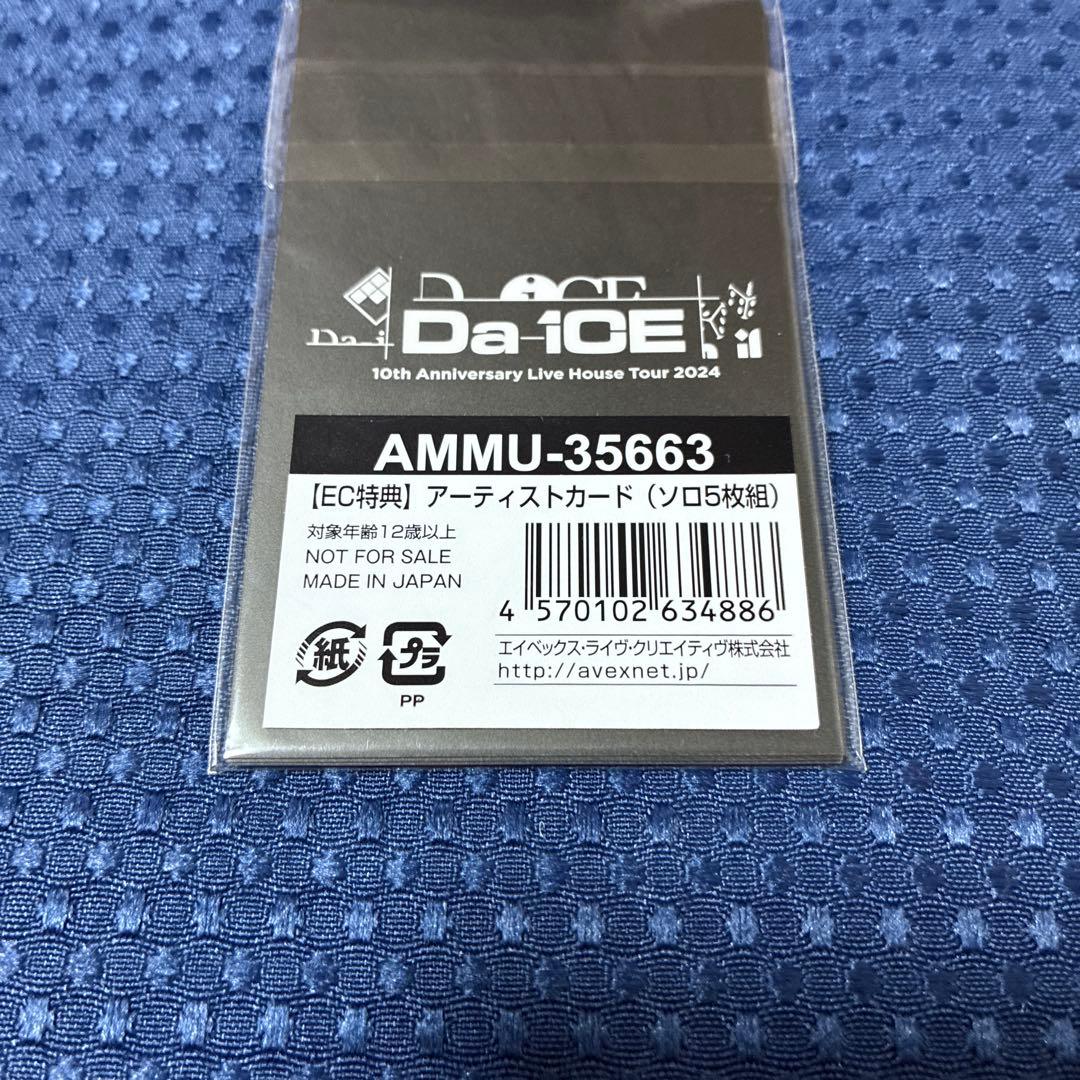 Da-iCE
10th Anniversary Live House Tour 2024
AMMU-35663
【EC特典】アーティストカード（ソロ5枚組）
対象年齢12歳以上
NOT FOR SALE
MADE IN JAPAN
4 570102 634886
紙
プラ
PP
エイベックス・ライヴ・クリエイティヴ株式会社
http://avexnet.jp/